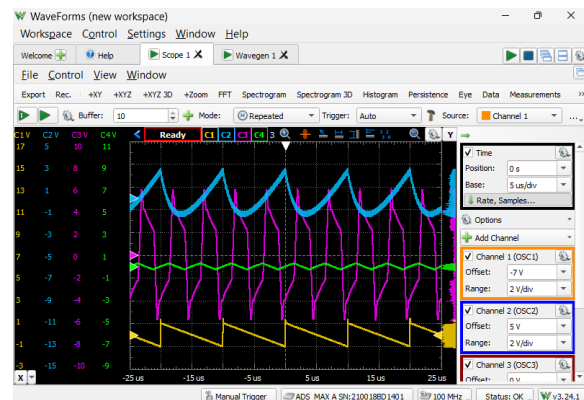 WaveForms (new workspace)
Workspace Control Settings Window Help
Welcome Help Scope 1 Wavegen 1
File Control View Window
Export Rec. +XY +XYZ +XYZ 3D +Zoom FFT Spectrogram Spectrogram 3D Histogram Persistence Eye Data Measurements »
Buffer: 10 Mode: Repeated Trigger: Auto Source: Channel 1 ...
C1 V C2 V C3 V C4 V Ready C1 C2 C3 C4 3 Y
17 5 10 11
15 3 8 9
13 1 6 7
11 -1 4 5
9 -3 2 3
7 -5 0 1
5 -7 -2 -1
3 -9 -4 -3
1 -11 -6 -5
-1 -13 -8 -7
-3 -15 -10 -9
X -25 us -15 us -5 us 5 us 15 us 25 us
Time
Position: 0 s
Base: 5 us/div
Rate, Samples...
Options
Add Channel
Channel 1 (OSC1)
Offset: -7 V
Range: 2 V/div
Channel 2 (OSC2)
Offset: 5 V
Range: 2 V/div
Channel 3 (OSC3)
Offset: 0 V
Manual Trigger ADS MAX A SN:210018BD1401 100 MHz Status: OK v3.24.1